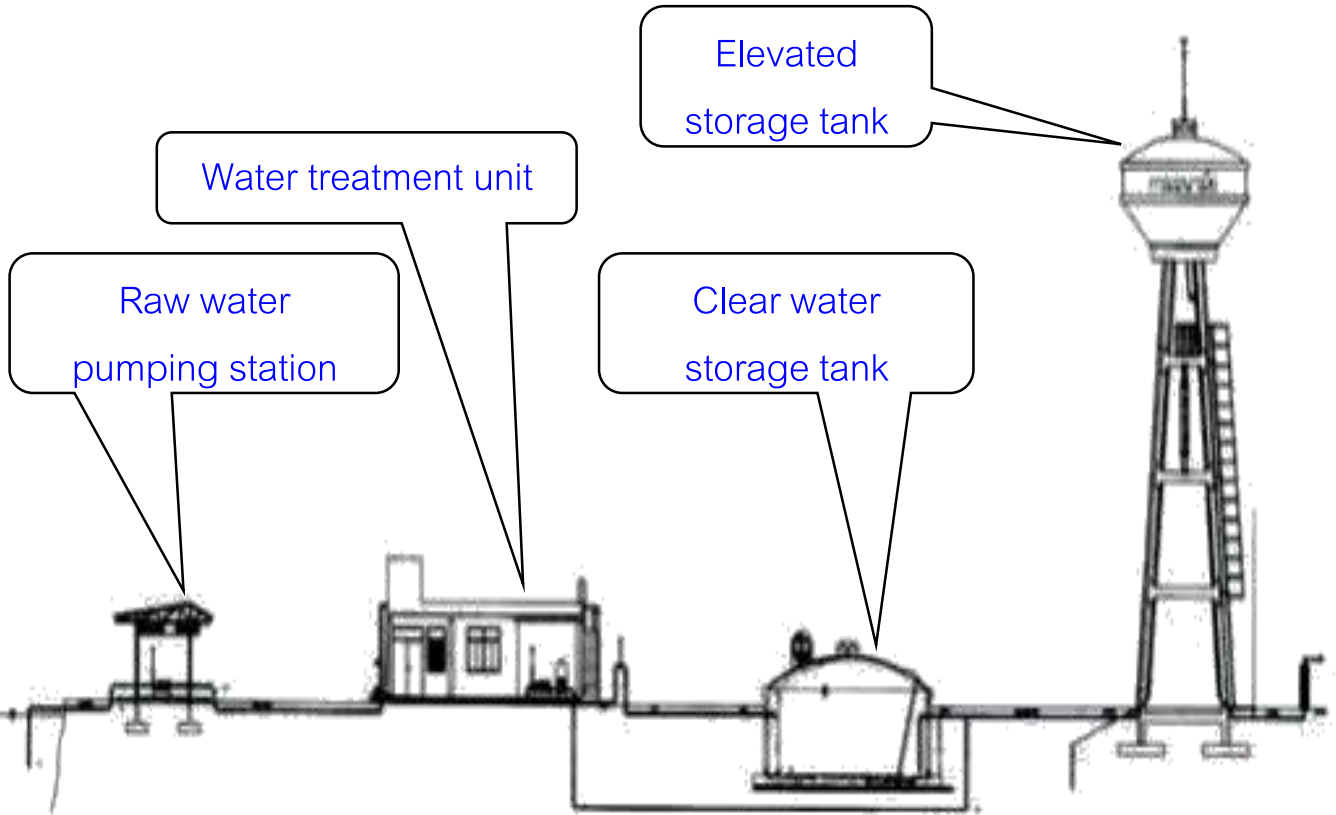 Elevated
storage tank
Water treatment unit
Raw water
pumping station
Clear water
storage tank